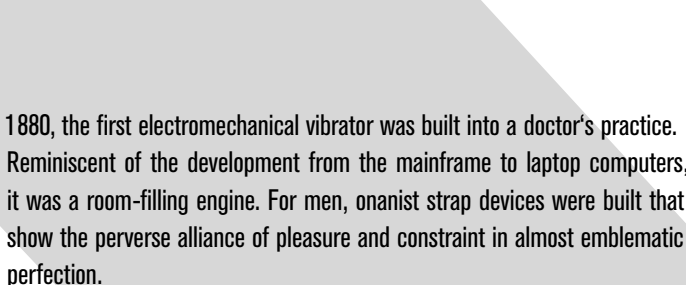 1880, the first electromechanical vibrator was built into a doctor‘s practice.
Reminiscent of the development from the mainframe to laptop computers,
it was a room-filling engine. For men, onanist strap devices were built that
show the perverse alliance of pleasure and constraint in almost emblematic
perfection.